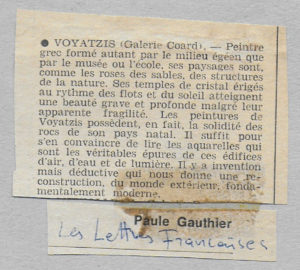 ● VOYATZIS (Galerie Coard). — Peintre
grec formé autant par le milieu égéen que
par le musée ou l'école, ses paysages sont,
comme les roses des sables, des structures
de la nature. Ses temples de cristal érigés
au rythme des flots et du soleil atteignent
une beauté grave et profonde malgré leur
apparente fragilité. Les peintures de
Voyatzis possèdent, en fait, la solidité des
rocs de son pays natal. Il suffit pour
s'en convaincre de lire les aquarelles qui
sont les véritables épures de ces édifices
d'air, d'eau et de lumière. Il y a invention
mais déductive qui nous donne une re-
construction, du monde extérieur, fonda-
mentalement moderne.
Paule Gauthier
Les Lettres Françaises